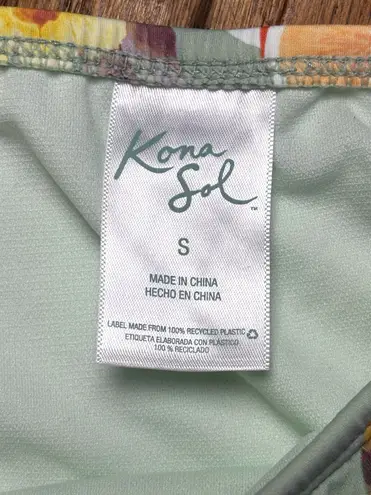 Kona
Sol™
S
MADE IN CHINA
HECHO EN CHINA
LABEL MADE FROM 100% RECYCLED PLASTIC
ETIQUETA ELABORADA CON PLÁSTICO
100 % RECICLADO